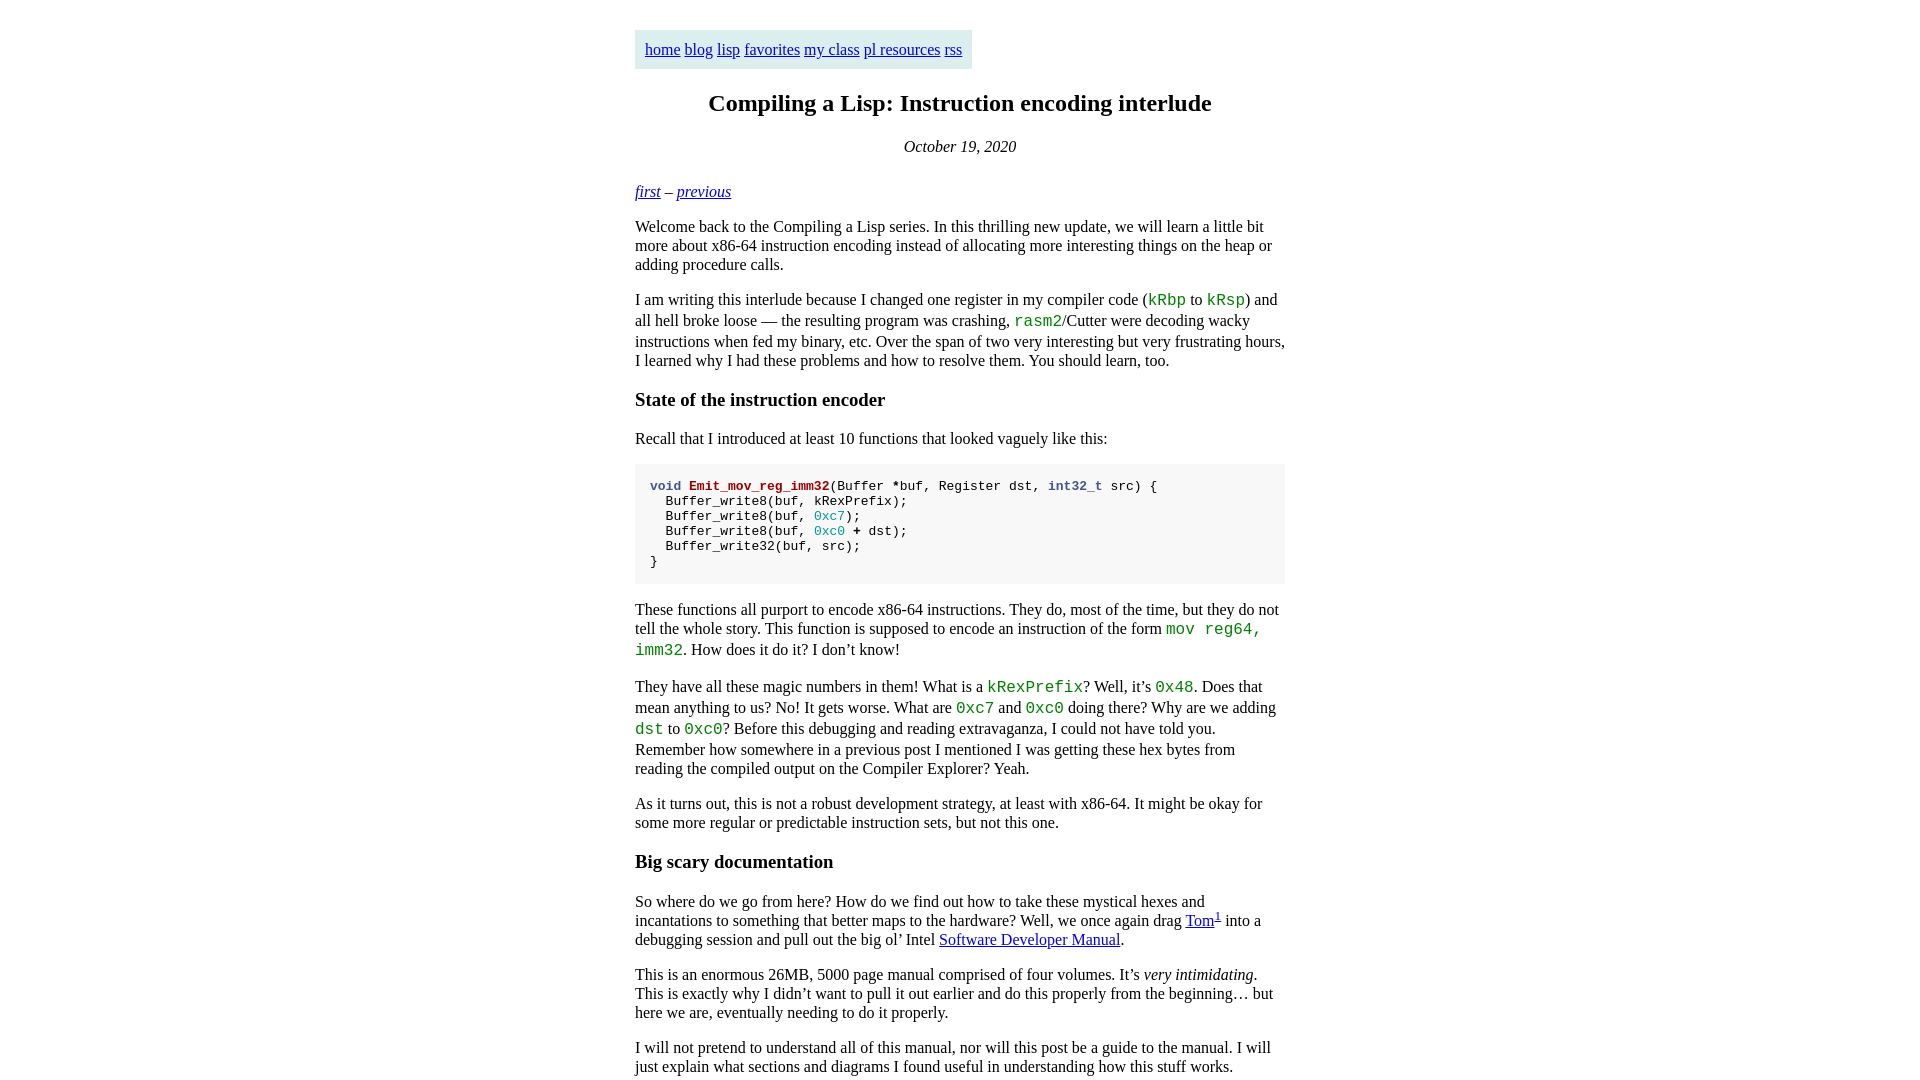 home blog lisp favorites my class pl resources rss
Compiling a Lisp: Instruction encoding interlude
October 19, 2020
first – previous
Welcome back to the Compiling a Lisp series. In this thrilling new update, we will learn a little bit
more about x86-64 instruction encoding instead of allocating more interesting things on the heap or
adding procedure calls.
I am writing this interlude because I changed one register in my compiler code (kRbp to kRsp) and
all hell broke loose — the resulting program was crashing, rasm2/Cutter were decoding wacky
instructions when fed my binary, etc. Over the span of two very interesting but very frustrating hours,
I learned why I had these problems and how to resolve them. You should learn, too.
State of the instruction encoder
Recall that I introduced at least 10 functions that looked vaguely like this:
void Emit_mov_reg_imm32(Buffer *buf, Register dst, int32_t src) {
  Buffer_write8(buf, kRexPrefix);
  Buffer_write8(buf, 0xc7);
  Buffer_write8(buf, 0xc0 + dst);
  Buffer_write32(buf, src);
}
These functions all purport to encode x86-64 instructions. They do, most of the time, but they do not
tell the whole story. This function is supposed to encode an instruction of the form mov reg64,
imm32. How does it do it? I don’t know!
They have all these magic numbers in them! What is a kRexPrefix? Well, it’s 0x48. Does that
mean anything to us? No! It gets worse. What are 0xc7 and 0xc0 doing there? Why are we adding
dst to 0xc0? Before this debugging and reading extravaganza, I could not have told you.
Remember how somewhere in a previous post I mentioned I was getting these hex bytes from
reading the compiled output on the Compiler Explorer? Yeah.
As it turns out, this is not a robust development strategy, at least with x86-64. It might be okay for
some more regular or predictable instruction sets, but not this one.
Big scary documentation
So where do we go from here? How do we find out how to take these mystical hexes and
incantations to something that better maps to the hardware? Well, we once again drag Tom1 into a
debugging session and pull out the big ol’ Intel Software Developer Manual.
This is an enormous 26MB, 5000 page manual comprised of four volumes. It’s very intimidating.
This is exactly why I didn’t want to pull it out earlier and do this properly from the beginning… but
here we are, eventually needing to do it properly.
I will not pretend to understand all of this manual, nor will this post be a guide to the manual. I will
just explain what sections and diagrams I found useful in understanding how this stuff works.